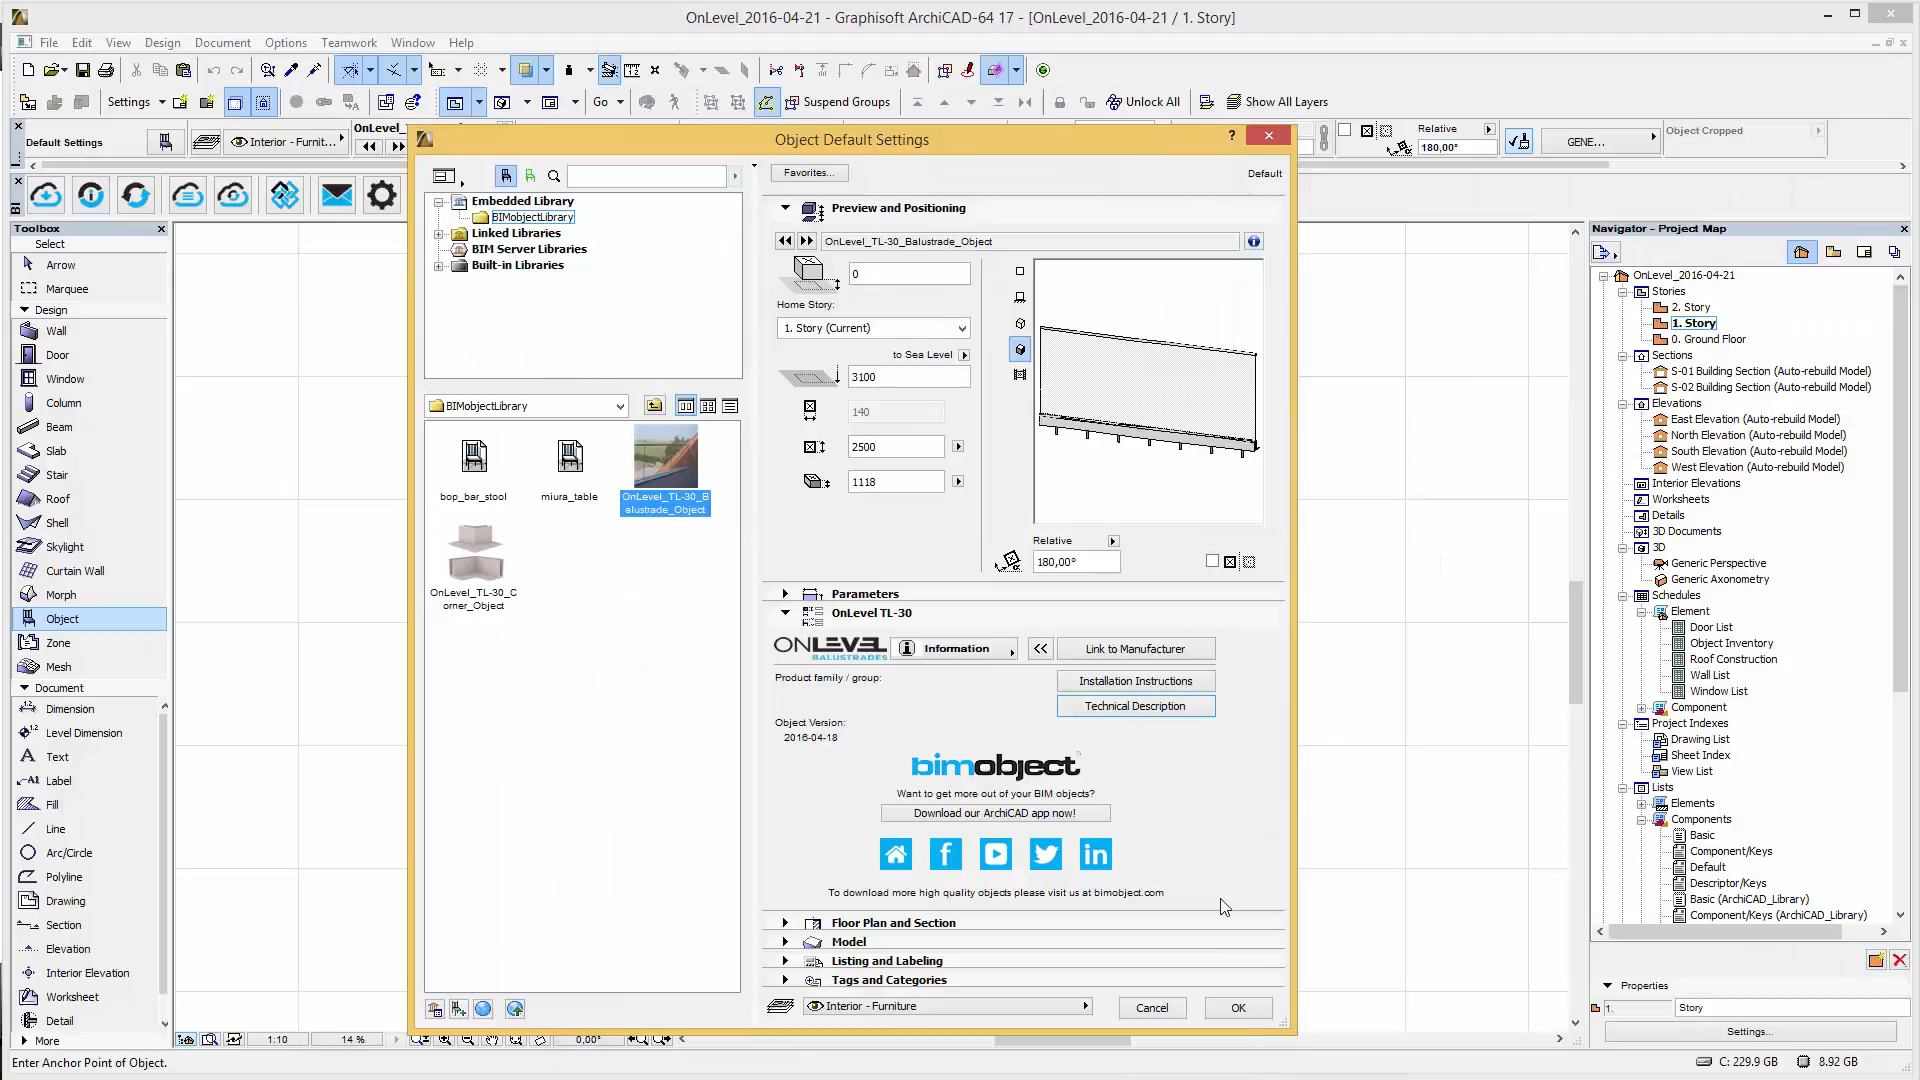 OnLevel_2016-04-21 - Graphisoft ArchiCAD-64 17 - [OnLevel_2016-04-21 / 1. Story]
File Edit View Design Document Options Teamwork Window Help
Settings Go Suspend Groups Unlock All Show All Layers
Default Settings
Interior - Furnit...
OnLevel_
Relative
180,00°
GENE...
Object Cropped
BI
Toolbox
Select
Arrow
Marquee
Design
Wall
Door
Window
Column
Beam
Slab
Stair
Roof
Shell
Skylight
Curtain Wall
Morph
Object
Zone
Mesh
Document
Dimension
Level Dimension
Text
Label
Fill
Line
Arc/Circle
Polyline
Drawing
Section
Elevation
Interior Elevation
Worksheet
Detail
More
Object Default Settings
Embedded Library
BIMobjectLibrary
Linked Libraries
BIM Server Libraries
Built-in Libraries
BIMobjectLibrary
bop_bar_stool
miura_table
OnLevel_TL-30_B
alustrade_Object
OnLevel_TL-30_C
orner_Object
Favorites...
Default
Preview and Positioning
OnLevel_TL-30_Balustrade_Object
0
Home Story:
1. Story (Current)
to Sea Level
3100
140
2500
1118
Relative
180,00°
Parameters
OnLevel TL-30
ONLEVEL
BALUSTRADES
Information
<<
Link to Manufacturer
Product family / group:
Installation Instructions
Technical Description
Object Version:
2016-04-18
bimobject
Want to get more out of your BIM objects?
Download our ArchiCAD app now!
To download more high quality objects please visit us at bimobject.com
Floor Plan and Section
Model
Listing and Labeling
Tags and Categories
Interior - Furniture
Cancel
OK
Navigator - Project Map
OnLevel_2016-04-21
Stories
2. Story
1. Story
0. Ground Floor
Sections
S-01 Building Section (Auto-rebuild Model)
S-02 Building Section (Auto-rebuild Model)
Elevations
East Elevation (Auto-rebuild Model)
North Elevation (Auto-rebuild Model)
South Elevation (Auto-rebuild Model)
West Elevation (Auto-rebuild Model)
Interior Elevations
Worksheets
Details
3D Documents
3D
Generic Perspective
Generic Axonometry
Schedules
Element
Door List
Object Inventory
Roof Construction
Wall List
Window List
Component
Project Indexes
Drawing List
Sheet Index
View List
Lists
Elements
Components
Basic
Component/Keys
Default
Descriptor/Keys
Basic (ArchiCAD_Library)
Component/Keys (ArchiCAD_Library)
Properties
1.
Story
Settings...
1:10
14 %
0,00°
Enter Anchor Point of Object.
C: 229.9 GB
8.92 GB